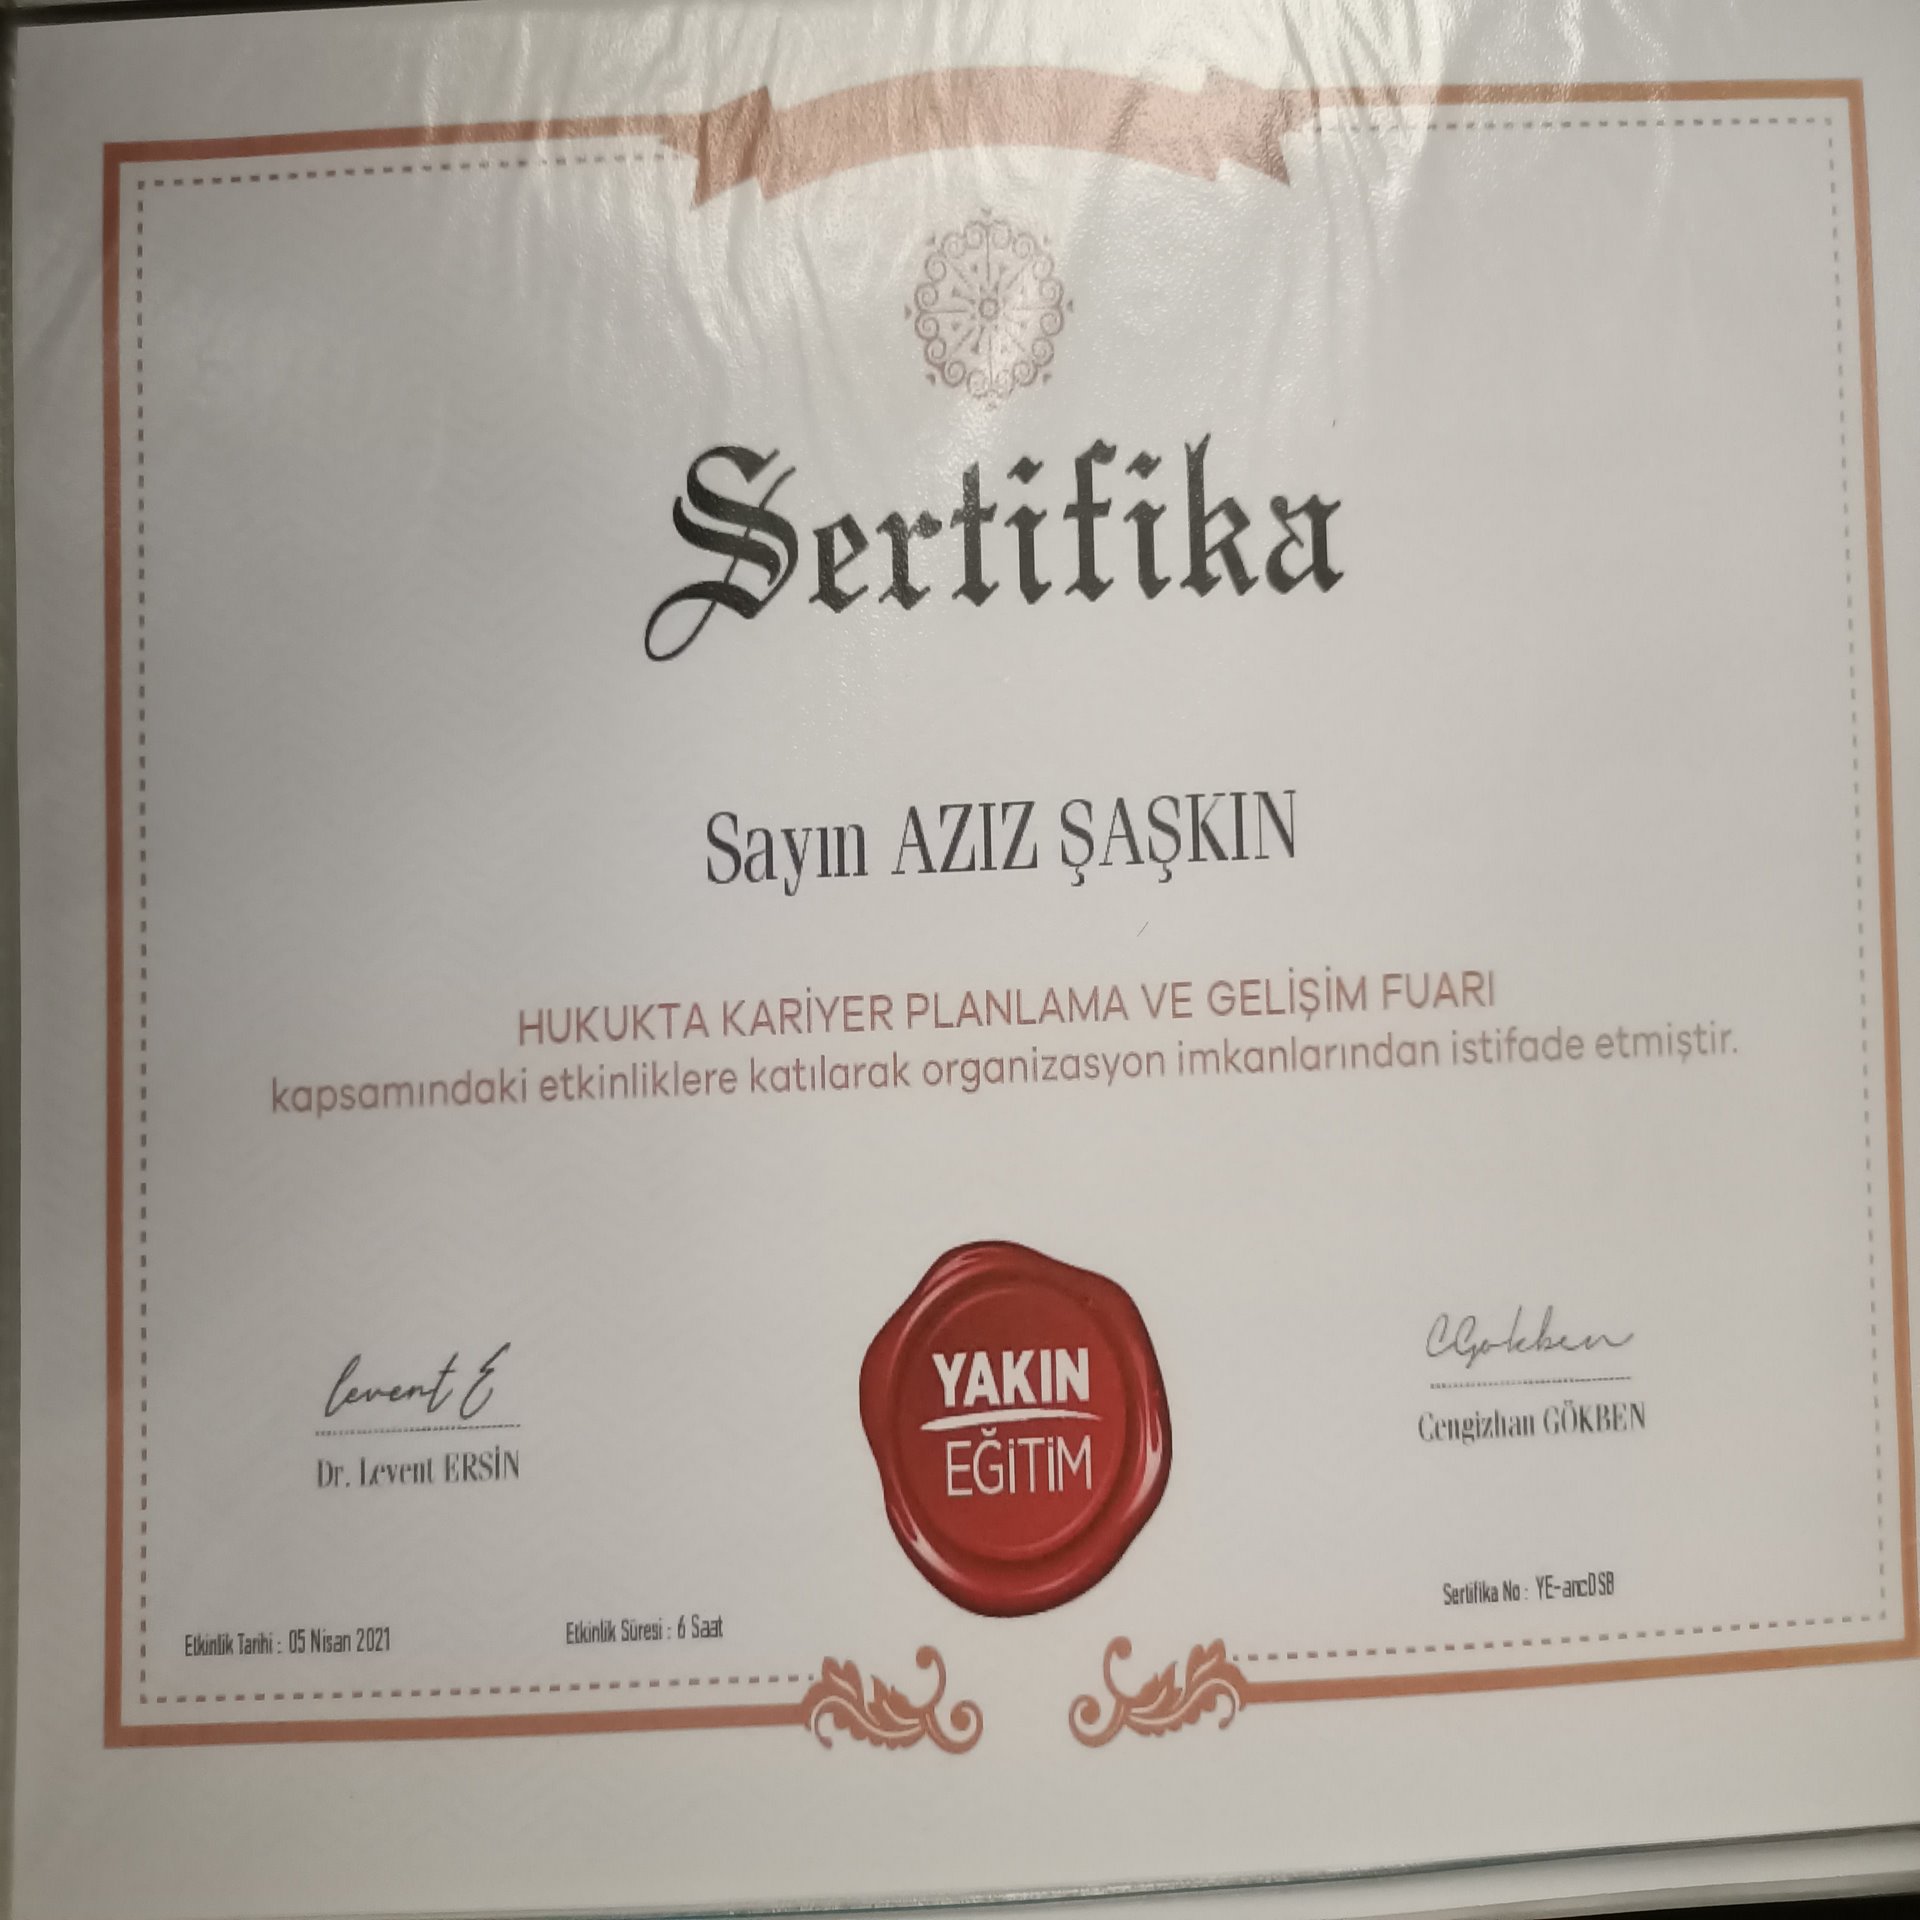 Sertifika
Sayın AZIZ ŞAŞKIN
HUKUKTA KARİYER PLANLAMA VE GELİŞİM FUARI
kapsamındaki etkinliklere katılarak organizasyon imkanlarından istifade etmiştir.
levent E
Dr. Levent ERSİN
YAKIN
EĞİTİM
CGokben
Cengizhan GÖKBEN
Etkinlik Tarihi : 05 Nisan 2021
Etkinlik Süresi : 6 Saat
Sertifika No : YE-ancDSB